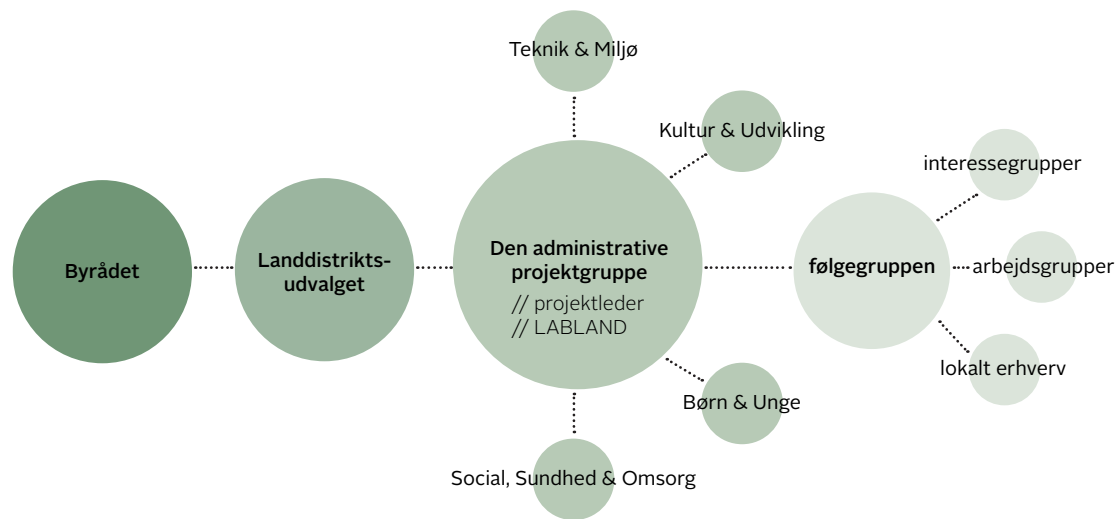 Teknik & Miljø
Kultur & Udvikling
interessegrupper
Byrådet
Landdistrikts-
udvalget
Den administrative
projektgruppe
// projektleder
// LABLAND
følgegruppen
arbejdsgrupper
lokalt erhverv
Børn & Unge
Social, Sundhed & Omsorg